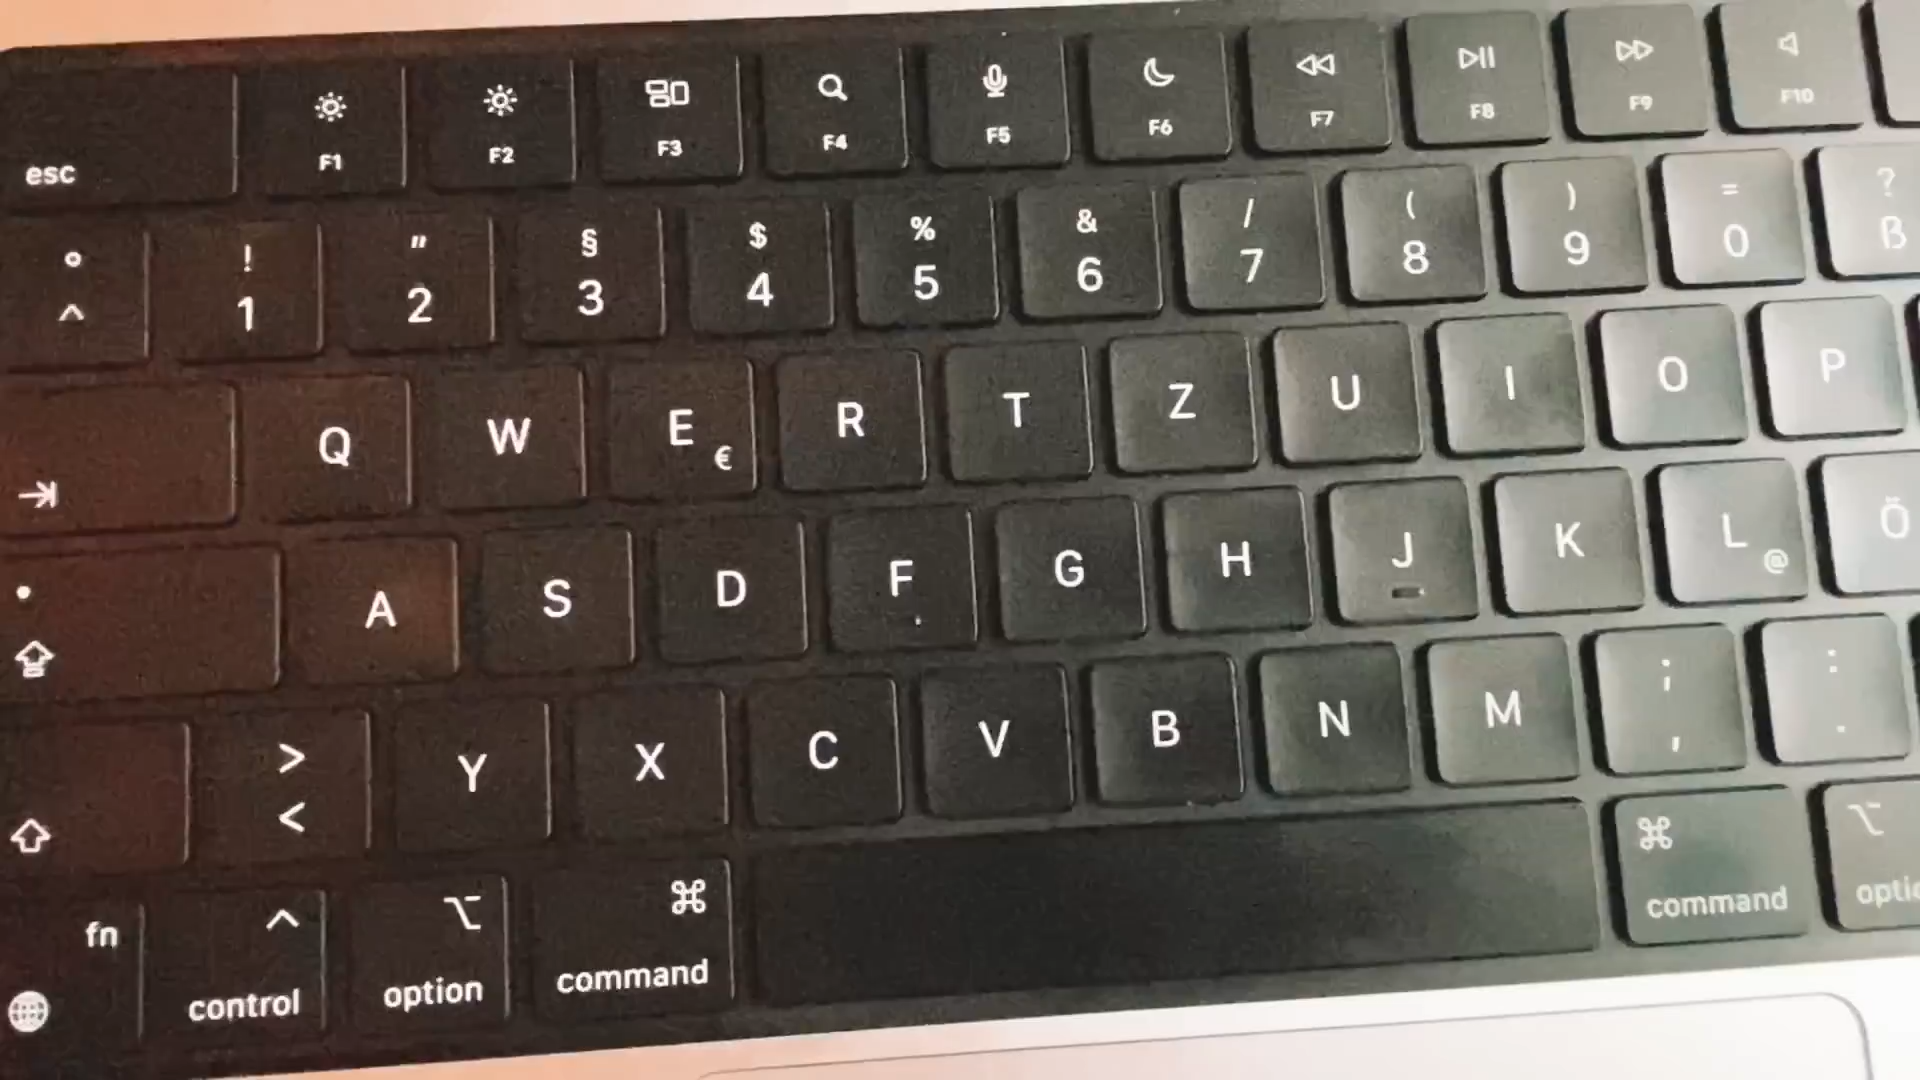 esc F1 F2 F3 F4 F5 F6 F7 F8 F9 F10
° ! " § $ % & / ( ) = ?
^ 1 2 3 4 5 6 7 8 9 0 ß
Q W E € R T Z U I O P
A S D F G H J K L @ Ö
> Y X C V B N M ; :
< , .
fn ^ ⌥ ⌘ ⌘ ⌥
control option command command optio